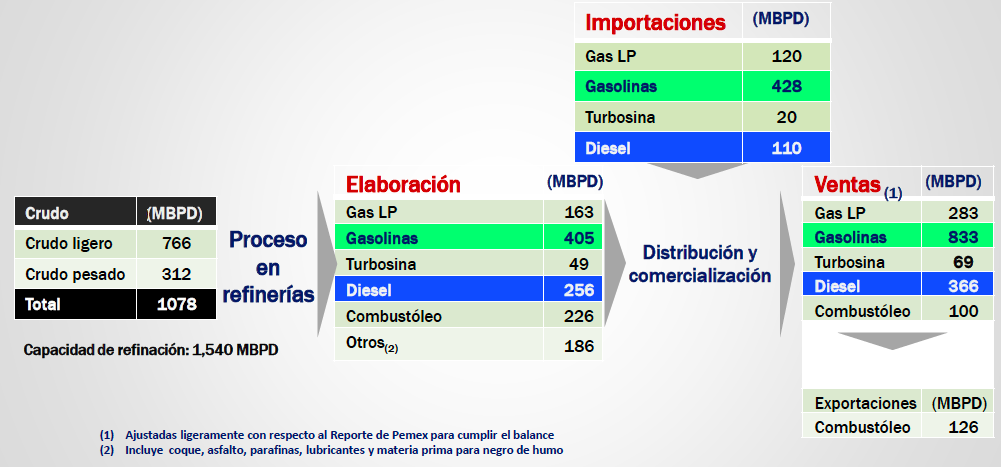 Importaciones (MBPD)
Gas LP 120
Gasolinas 428
Turbosina 20
Diesel 110
Crudo (MBPD)
Crudo ligero 766
Crudo pesado 312
Total 1078
Capacidad de refinación: 1,540 MBPD
Proceso
en
refinerías
Elaboración (MBPD)
Gas LP 163
Gasolinas 405
Turbosina 49
Diesel 256
Combustóleo 226
Otros(2) 186
Distribución y
comercialización
Ventas (1) (MBPD)
Gas LP 283
Gasolinas 833
Turbosina 69
Diesel 366
Combustóleo 100
Exportaciones (MBPD)
Combustóleo 126
(1) Ajustadas ligeramente con respecto al Reporte de Pemex para cumplir el balance
(2) Incluye coque, asfalto, parafinas, lubricantes y materia prima para negro de humo